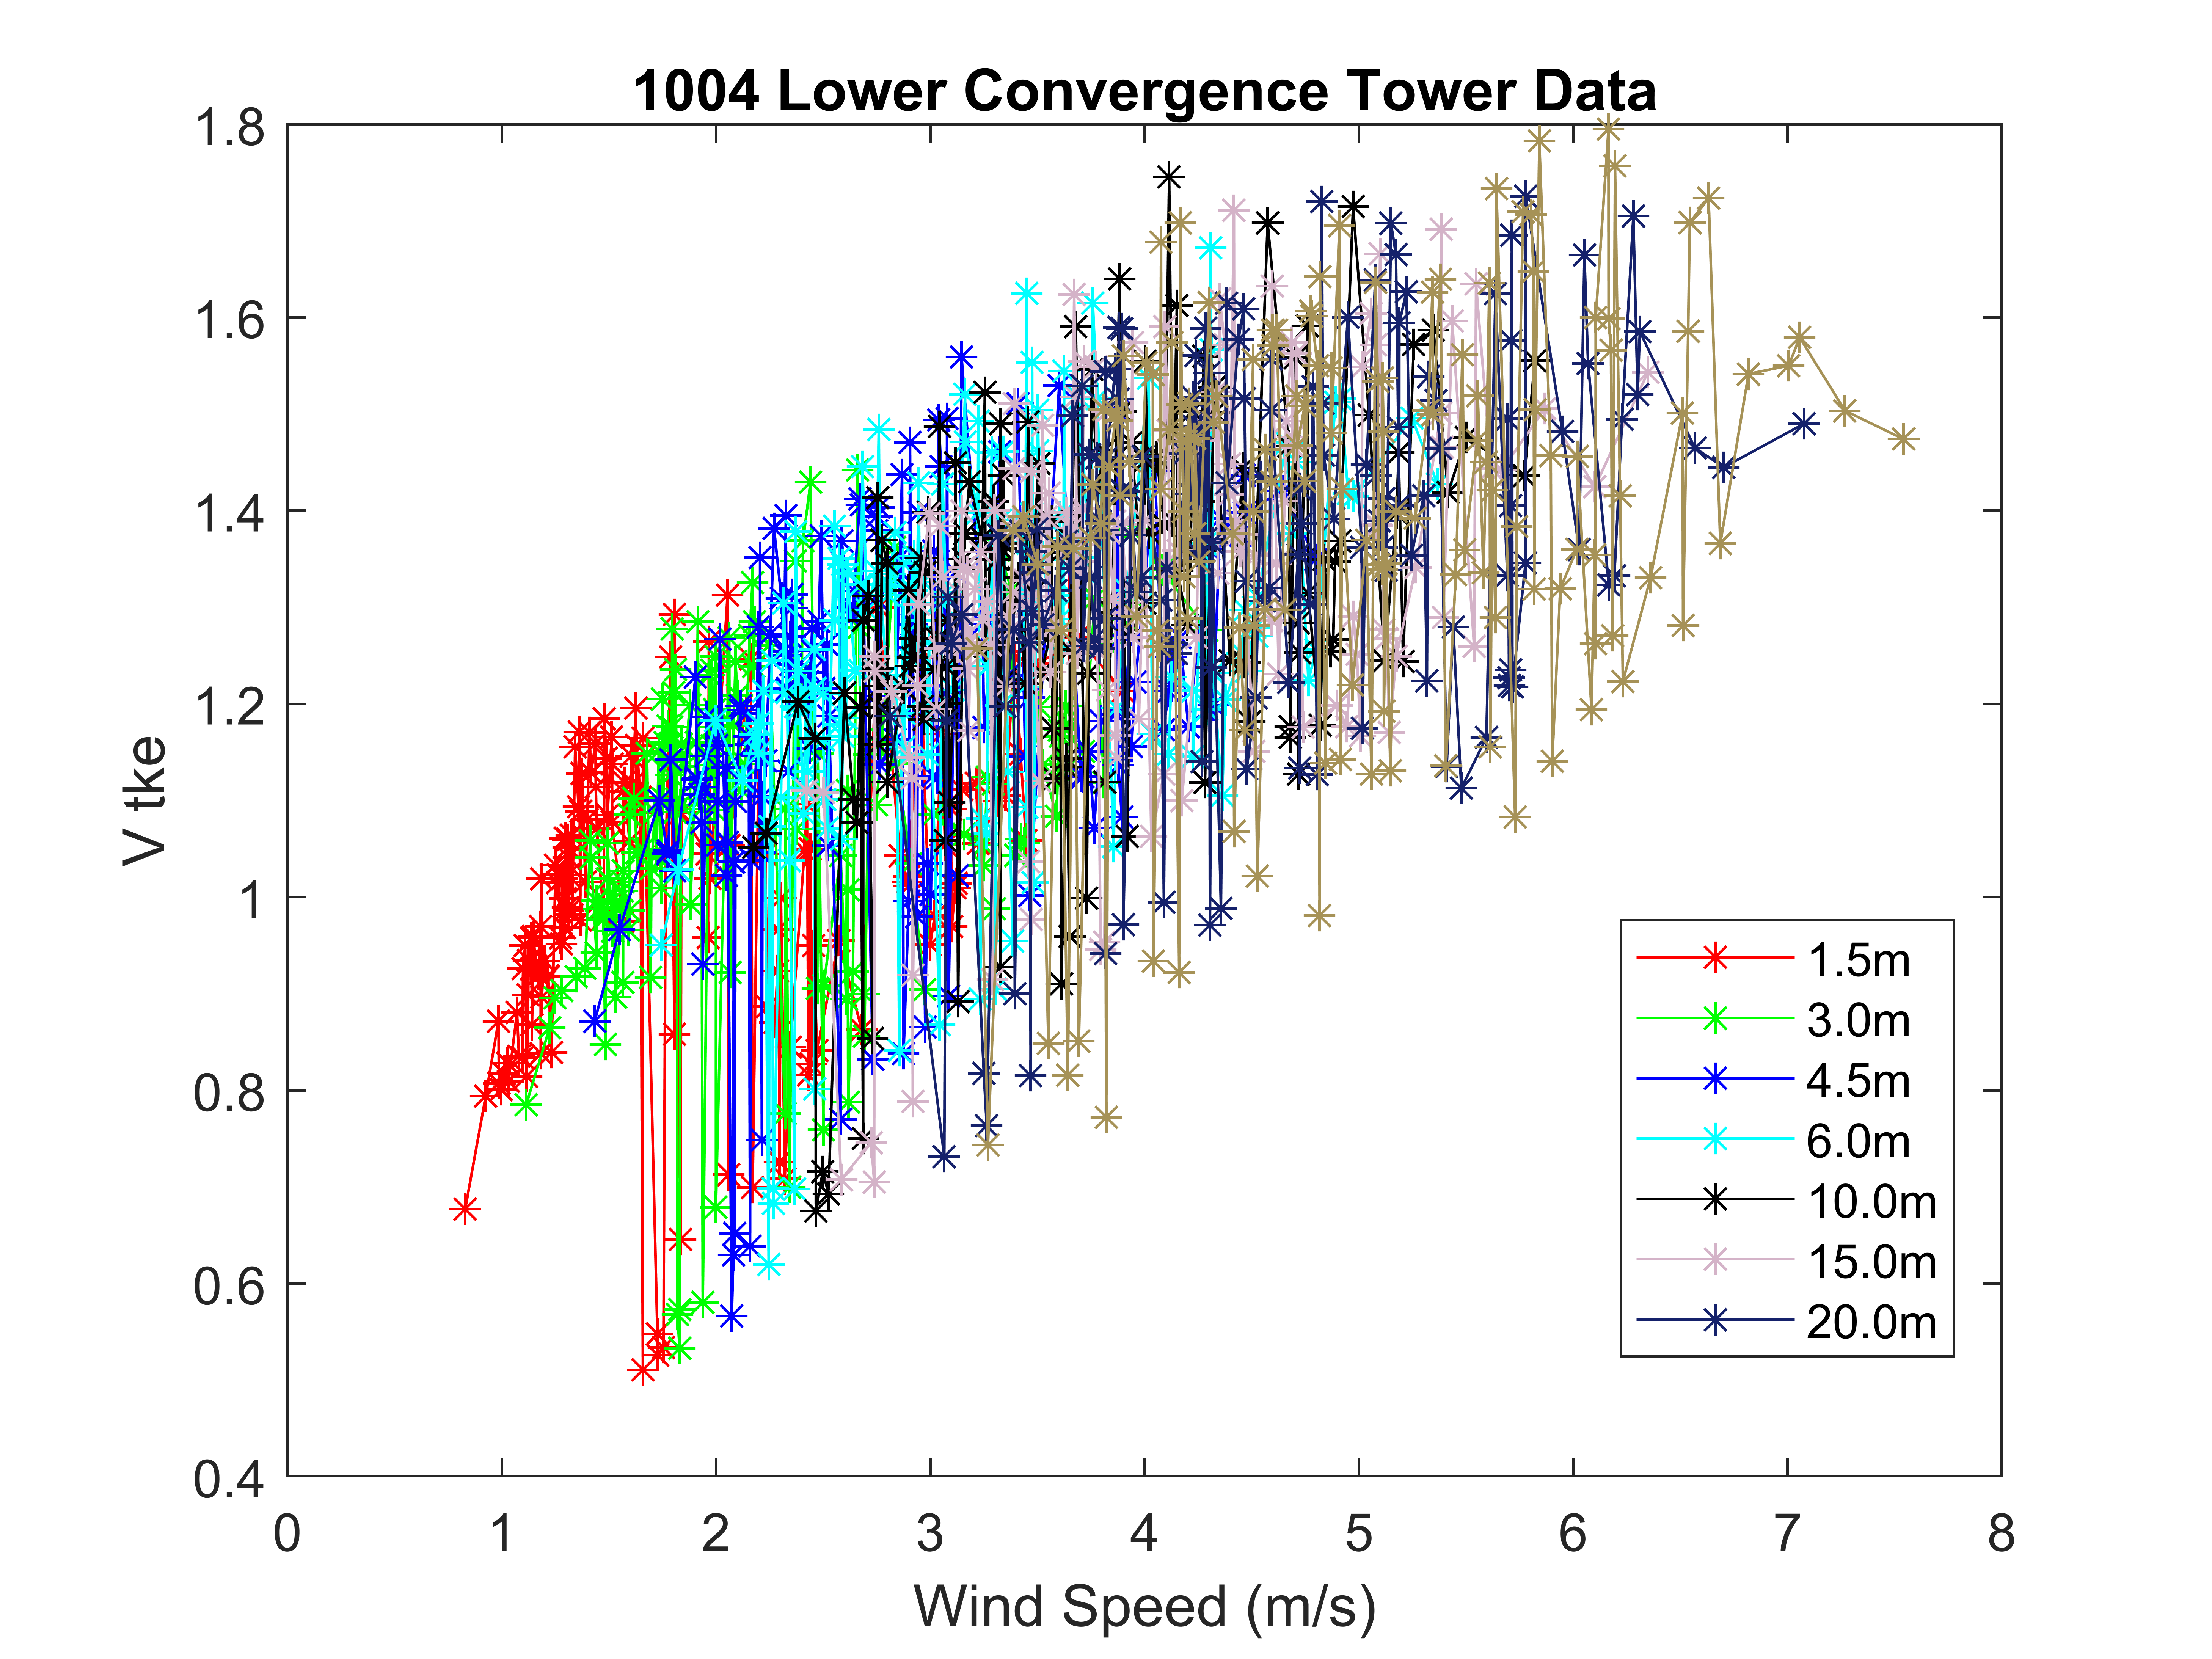 1004 Lower Convergence Tower Data
1.8
1.6
1.4
1.2
1
0.8
0.6
0.4
V tke
0 1 2 3 4 5 6 7 8
Wind Speed (m/s)
1.5m
3.0m
4.5m
6.0m
10.0m
15.0m
20.0m